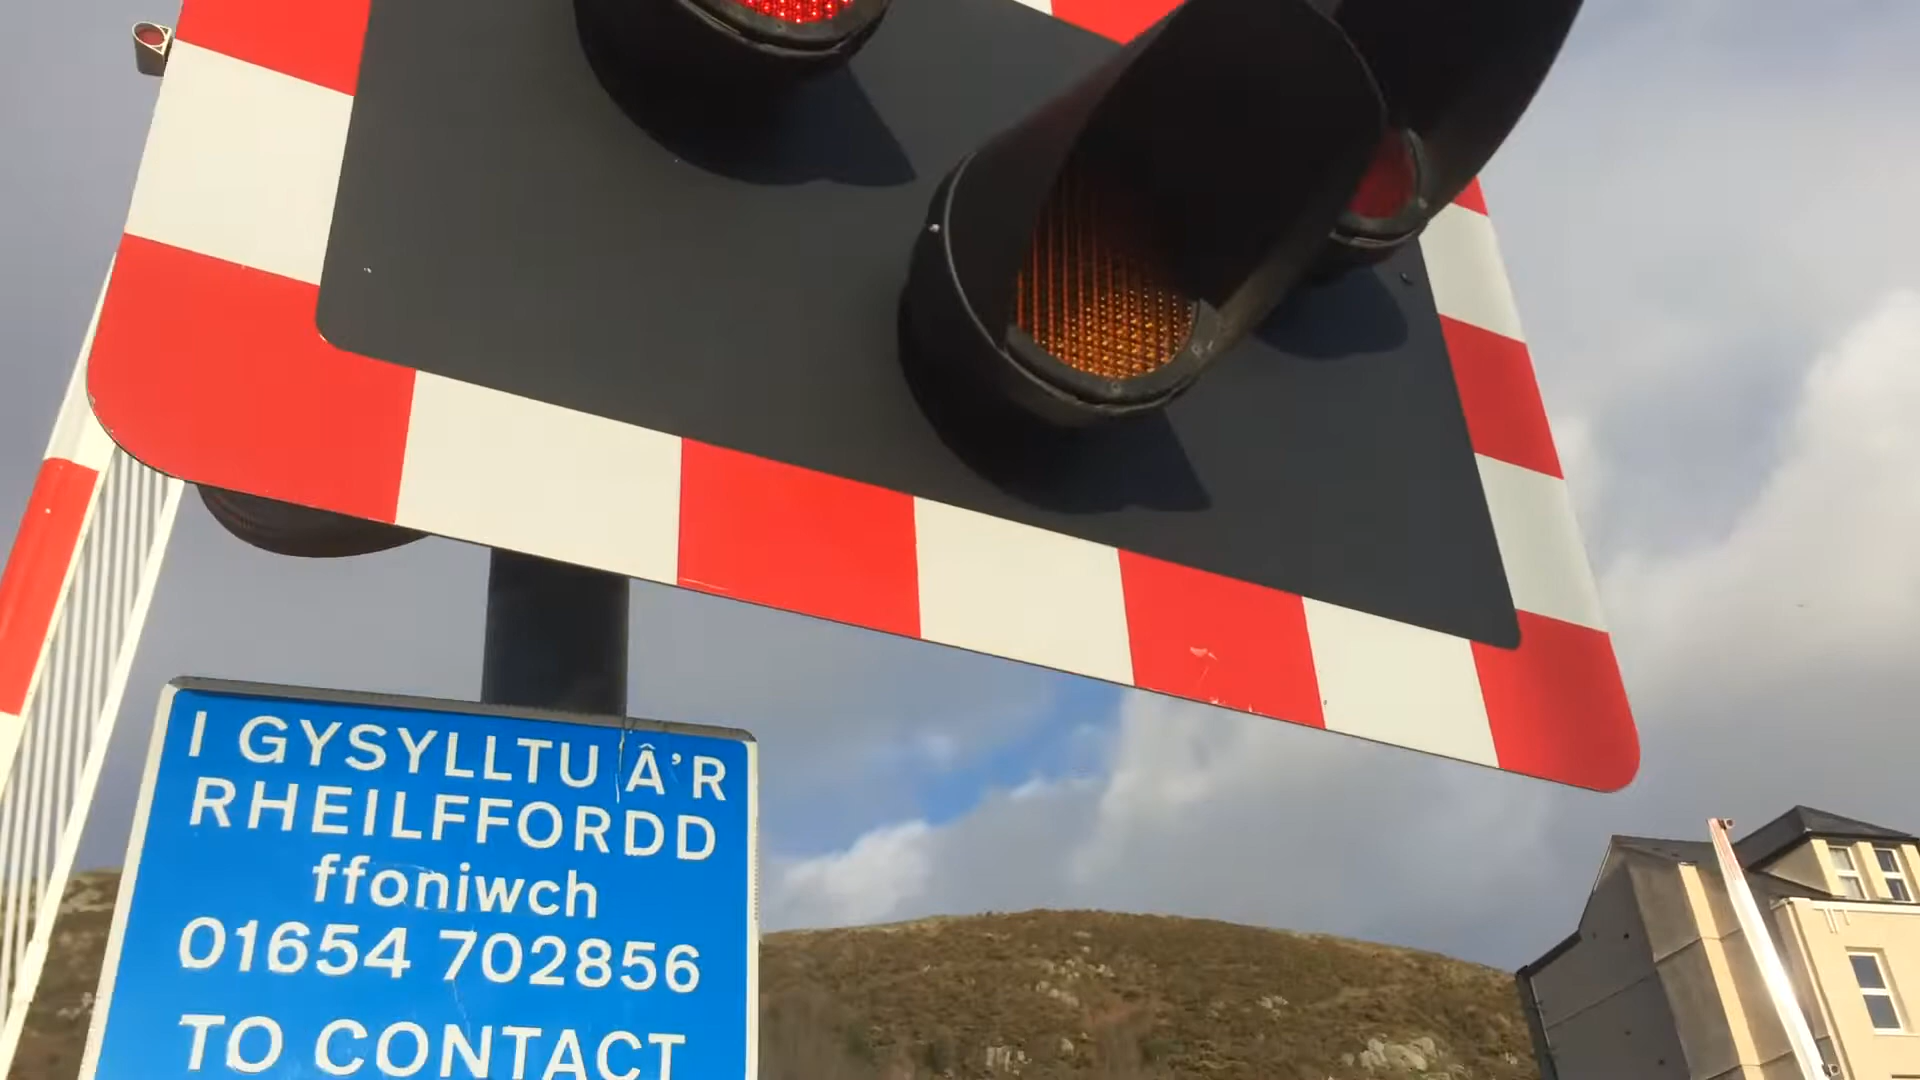 I GYSYLLTU Â'R
RHEILFFORDD
ffoniwch
01654 702856
TO CONTACT